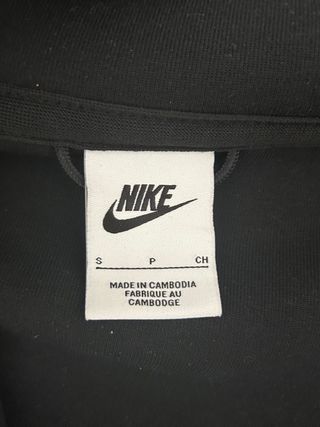 NIKE
S P CH
MADE IN CAMBODIA
FABRIQUE AU
CAMBODGE